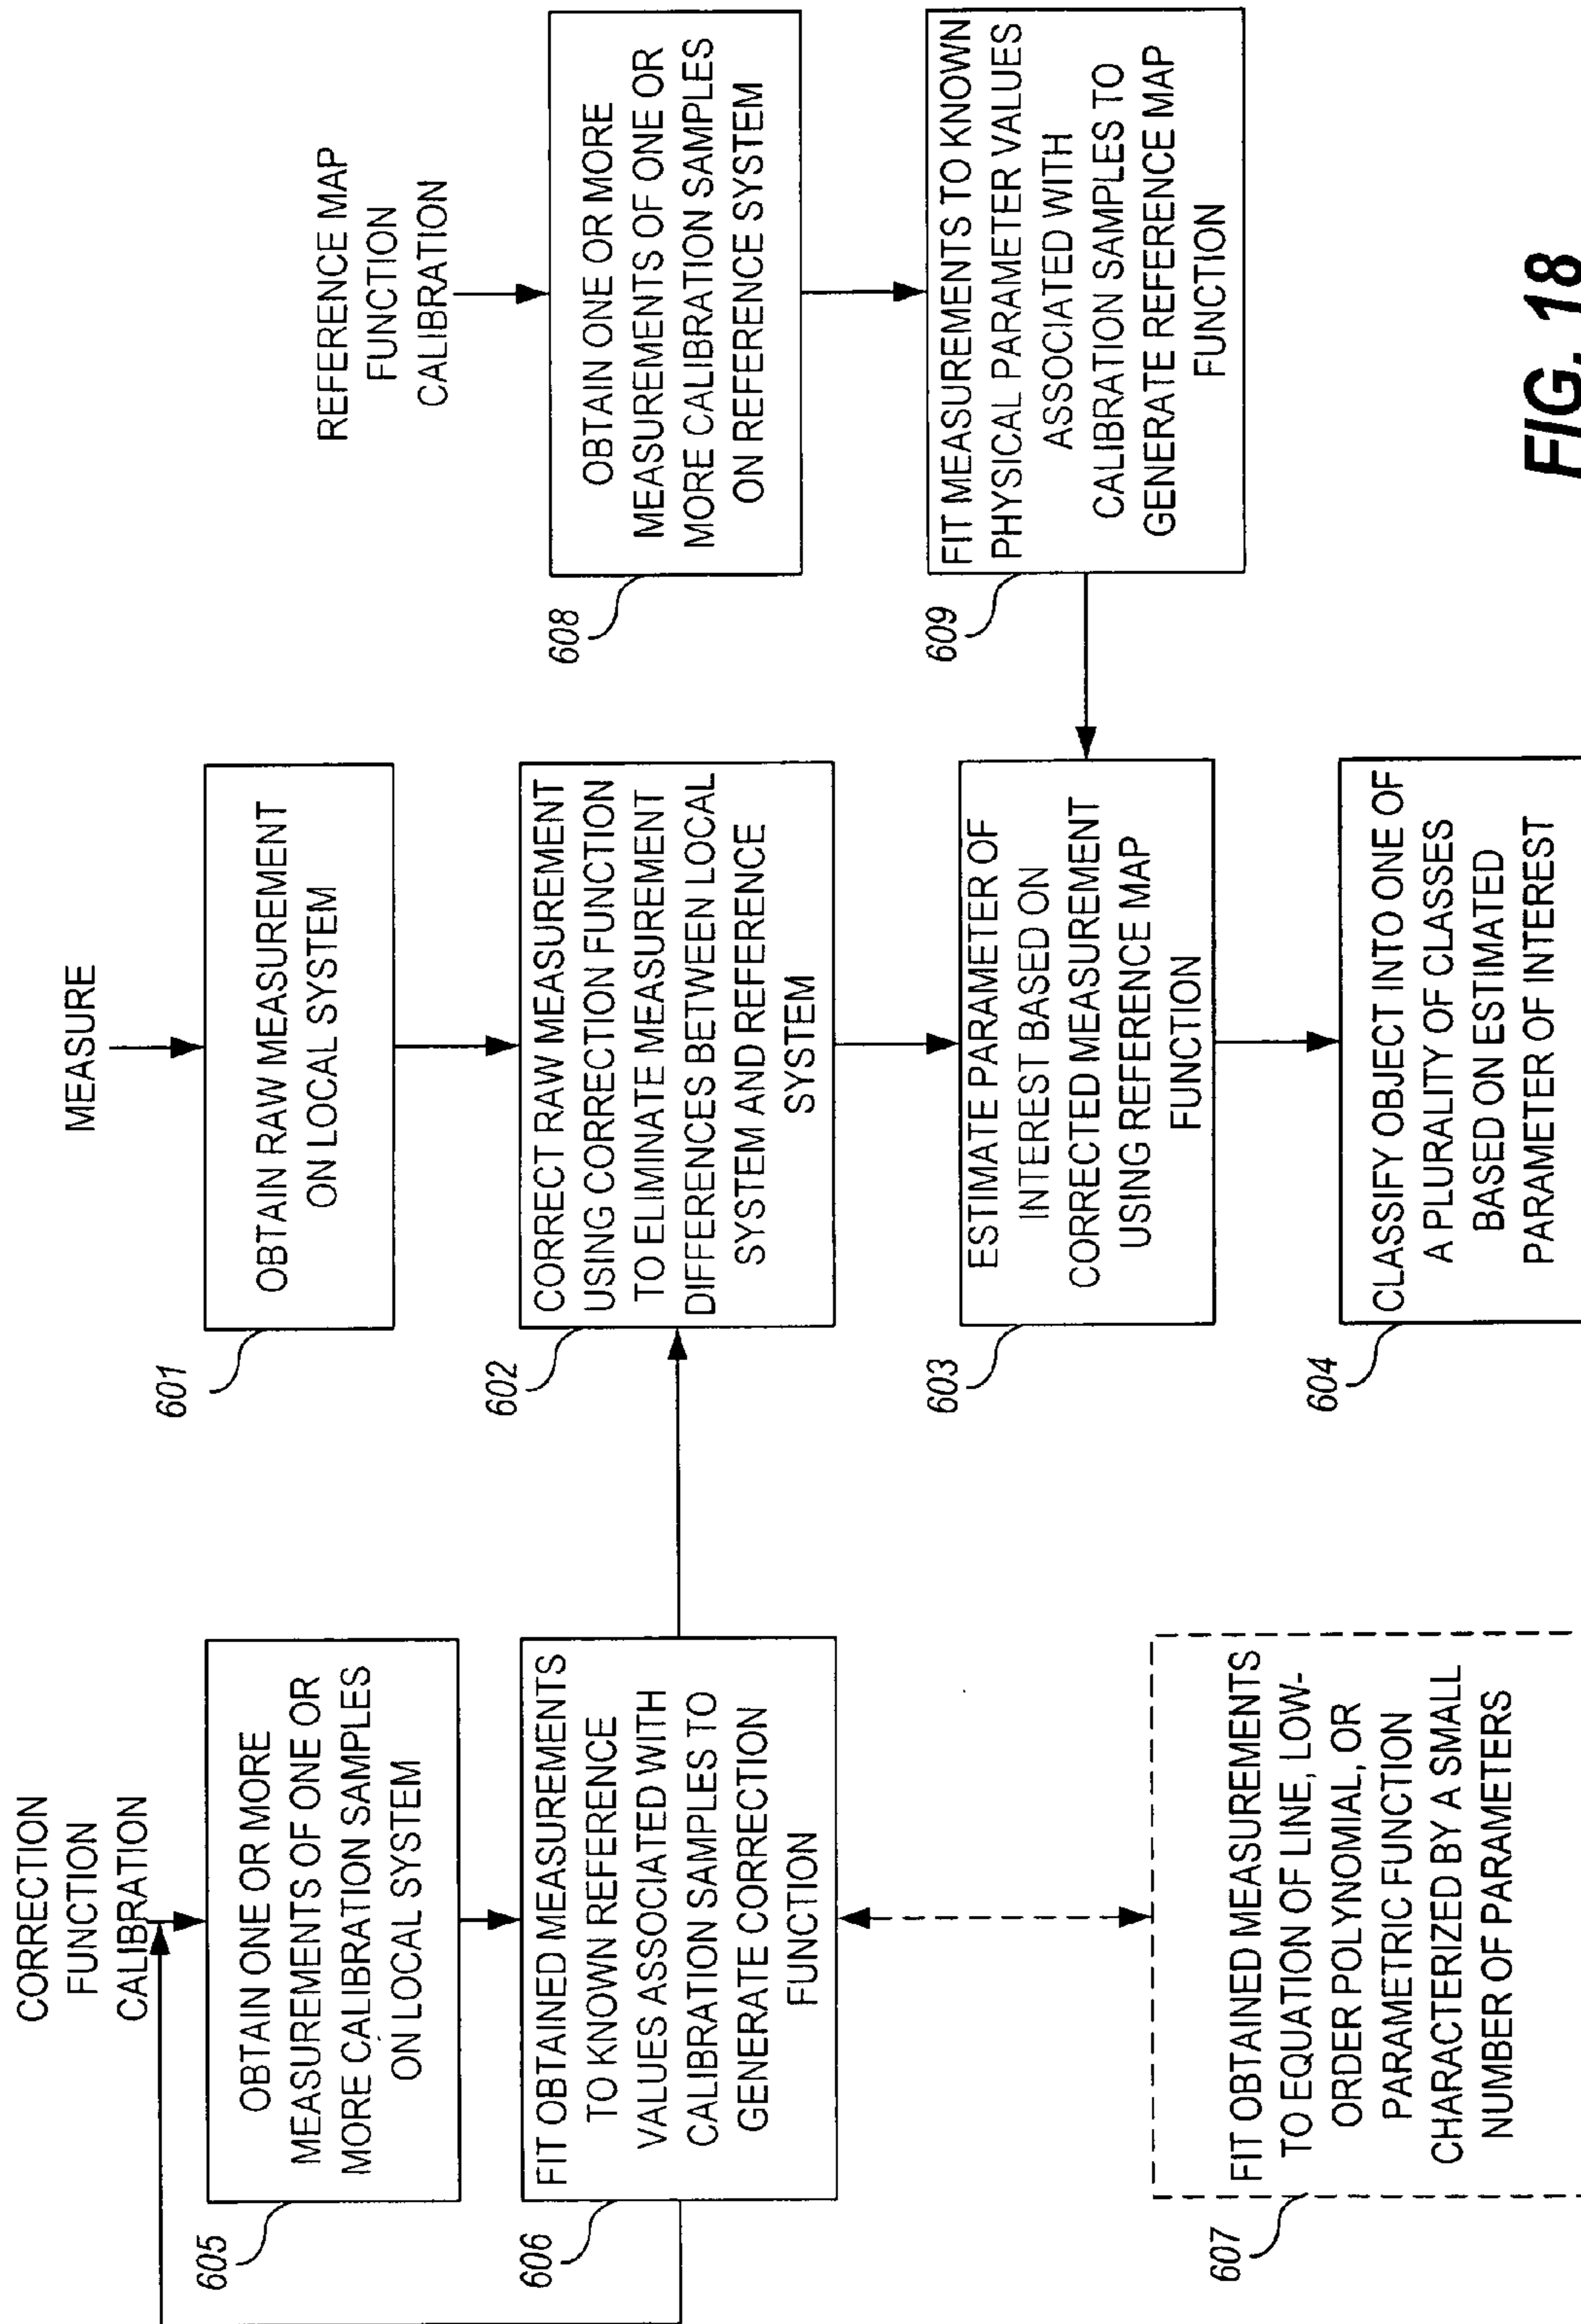 CORRECTION
FUNCTION
CALIBRATION
605
OBTAIN ONE OR MORE
MEASUREMENTS OF ONE OR
MORE CALIBRATION SAMPLES
ON LOCAL SYSTEM
606
FIT OBTAINED MEASUREMENTS
TO KNOWN REFERENCE
VALUES ASSOCIATED WITH
CALIBRATION SAMPLES TO
GENERATE CORRECTION
FUNCTION
607
FIT OBTAINED MEASUREMENTS
TO EQUATION OF LINE, LOW-
ORDER POLYNOMIAL, OR
PARAMETRIC FUNCTION
CHARACTERIZED BY A SMALL
NUMBER OF PARAMETERS
MEASURE
601
OBTAIN RAW MEASUREMENT
ON LOCAL SYSTEM
602
CORRECT RAW MEASUREMENT
USING CORRECTION FUNCTION
TO ELIMINATE MEASUREMENT
DIFFERENCES BETWEEN LOCAL
SYSTEM AND REFERENCE
SYSTEM
603
ESTIMATE PARAMETER OF
INTEREST BASED ON
CORRECTED MEASUREMENT
USING REFERENCE MAP
FUNCTION
604
CLASSIFY OBJECT INTO ONE OF
A PLURALITY OF CLASSES
BASED ON ESTIMATED
PARAMETER OF INTEREST
REFERENCE MAP
FUNCTION
CALIBRATION
608
OBTAIN ONE OR MORE
MEASUREMENTS OF ONE OR
MORE CALIBRATION SAMPLES
ON REFERENCE SYSTEM
609
FIT MEASUREMENTS TO KNOWN
PHYSICAL PARAMETER VALUES
ASSOCIATED WITH
CALIBRATION SAMPLES TO
GENERATE REFERENCE MAP
FUNCTION
FIG. 18